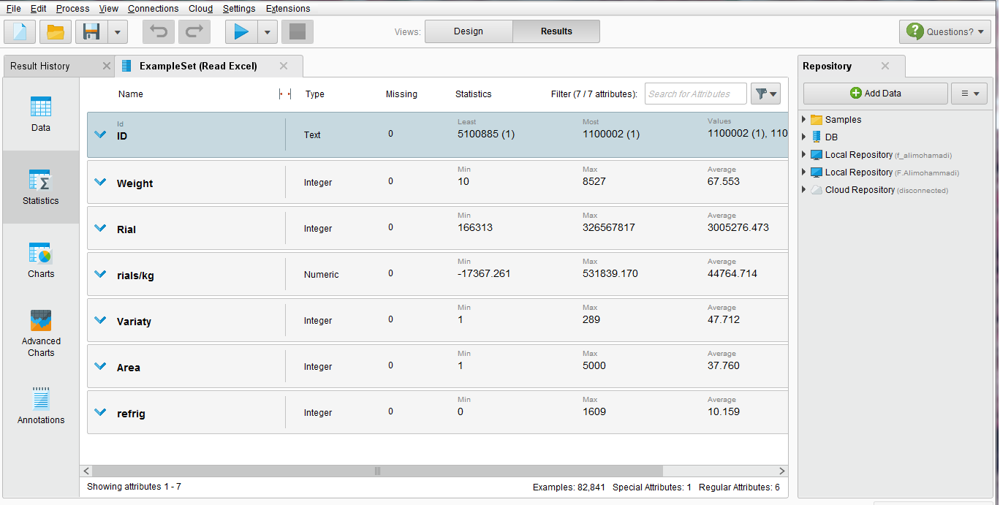 File Edit Process View Connections Cloud Settings Extensions
Views: Design Results Questions?
Result History ExampleSet (Read Excel)
Repository
Name Type Missing Statistics Filter (7 / 7 attributes): Search for Attributes
Add Data
Data
Statistics
Charts
Advanced
Charts
Annotations
Id Least Most Values
ID Text 0 5100885 (1) 1100002 (1) 1100002 (1), 110
Min Max Average
Weight Integer 0 10 8527 67.553
Min Max Average
Rial Integer 0 166313 326567817 3005276.473
Min Max Average
rials/kg Numeric 0 -17367.261 531839.170 44764.714
Min Max Average
Variaty Integer 0 1 289 47.712
Min Max Average
Area Integer 0 1 5000 37.760
Min Max Average
refrig Integer 0 0 1609 10.159
Showing attributes 1 - 7 Examples: 82,841 Special Attributes: 1 Regular Attributes: 6
Samples
DB
Local Repository (f_alimohamadi)
Local Repository (F.Alimohammadi)
Cloud Repository (disconnected)